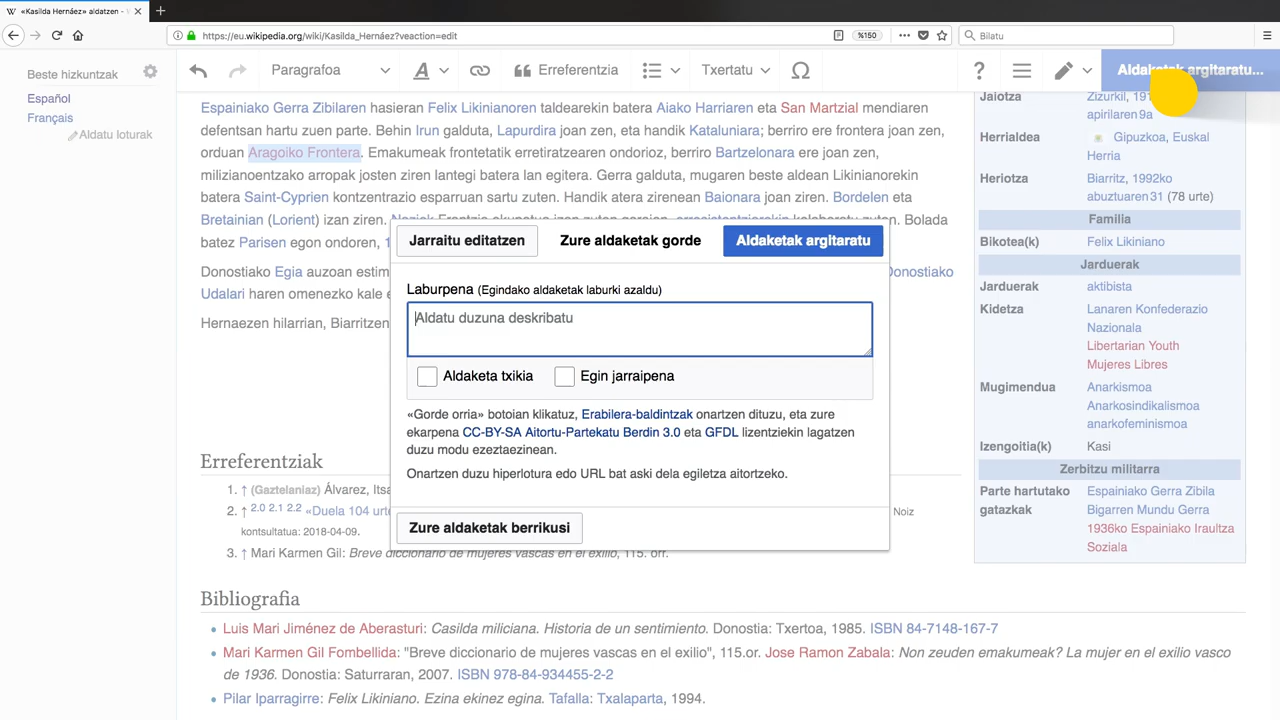 «Kasilda Hernáez» aldatzen -
https://eu.wikipedia.org/wiki/Kasilda_Hernáez?veaction=edit
%150
Bilatu
Beste hizkuntzak
Español
Français
Aldatu loturak
Paragrafoa
Erreferentzia
Txertatu
Aldaketak argitaratu...
Espainiako Gerra Zibilaren hasieran Felix Likinianoren taldearekin batera Aiako Harriaren eta San Martzial mendiaren
defentsan hartu zuen parte. Behin Irun galduta, Lapurdira joan zen, eta handik Kataluniara; berriro ere frontera joan zen,
orduan Aragoiko Frontera. Emakumeak frontetatik erretiratzearen ondorioz, berriro Bartzelonara ere joan zen,
milizianoentzako arropak josten ziren lantegi batera lan egitera. Gerra galduta, mugaren beste aldean Likinianorekin
batera Saint-Cyprien kontzentrazio esparruan sartu zuten. Handik atera zirenean Baionara joan ziren. Bordelen eta
Bretainian (Lorient) izan ziren. Naziek Frantzia okupatu izan zuten garaian, erresistentziarekin kolaboratu zuten. Bolada
batez Parisen egon ondoren, 1
Donostiako Egia auzoan estim
Donostiako
Udalari haren omenezko kale e
Hernaezen hilarrian, Biarritzen
Jarraitu editatzen
Zure aldaketak gorde
Aldaketak argitaratu
Laburpena (Egindako aldaketak laburki azaldu)
Aldatu duzuna deskribatu
Aldaketa txikia
Egin jarraipena
«Gorde orria» botoian klikatuz, Erabilera-baldintzak onartzen dituzu, eta zure
ekarpena CC-BY-SA Aitortu-Partekatu Berdin 3.0 eta GFDL lizentziekin lagatzen
duzu modu ezeztaezinean.
Onartzen duzu hiperlotura edo URL bat aski dela egiletza aitortzeko.
Zure aldaketak berrikusi
Erreferentziak
1. ↑ (Gaztelaniaz) Álvarez, Itsa
2. ↑ 2.0 2.1 2.2 «Duela 104 urte
Noiz
kontsultatua: 2018-04-09.
3. ↑ Mari Karmen Gil: Breve diccionario de mujeres vascas en el exilio, 115. orr.
Bibliografia
Luis Mari Jiménez de Aberasturi: Casilda miliciana. Historia de un sentimiento. Donostia: Txertoa, 1985. ISBN 84-7148-167-7
Mari Karmen Gil Fombellida: "Breve diccionario de mujeres vascas en el exilio", 115.or. Jose Ramon Zabala: Non zeuden emakumeak? La mujer en el exilio vasco
de 1936. Donostia: Saturraran, 2007. ISBN 978-84-934455-2-2
Pilar Iparragirre: Felix Likiniano. Ezina ekinez egina. Tafalla: Txalaparta, 1994.
Jaiotza Zizurkil, 191
apirilaren 9a
Herrialdea Gipuzkoa, Euskal
Herria
Heriotza Biarritz, 1992ko
abuztuaren 31 (78 urte)
Familia
Bikotea(k) Felix Likiniano
Jarduerak
Jarduerak aktibista
Kidetza Lanaren Konfederazio
Nazionala
Libertarian Youth
Mujeres Libres
Mugimendua Anarkismoa
Anarkosindikalismoa
anarkofeminismoa
Izengoitia(k) Kasi
Zerbitzu militarra
Parte hartutako Espainiako Gerra Zibila
gatazkak Bigarren Mundu Gerra
1936ko Espainiako Iraultza
Soziala